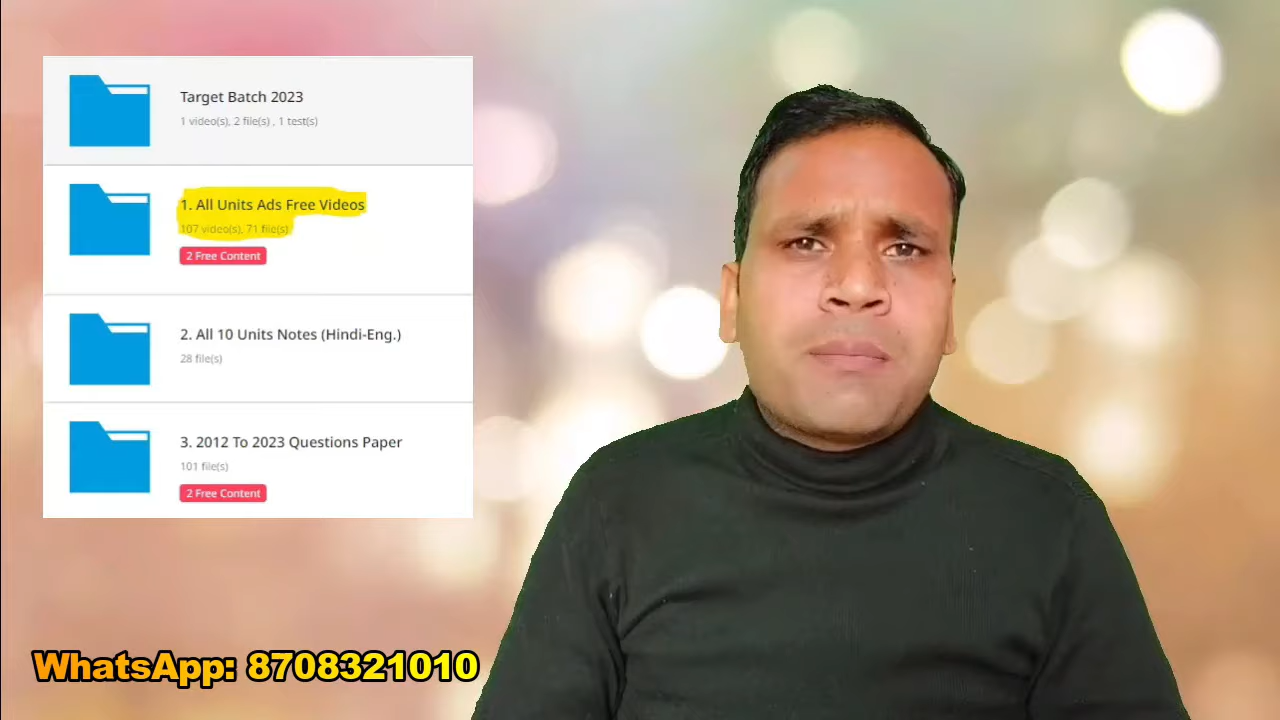 Target Batch 2023
1 video(s), 2 file(s) , 1 test(s)
1. All Units Ads Free Videos
107 video(s), 71 file(s)
2 Free Content
2. All 10 Units Notes (Hindi-Eng.)
28 file(s)
3. 2012 To 2023 Questions Paper
101 file(s)
2 Free Content
WhatsApp: 8708321010